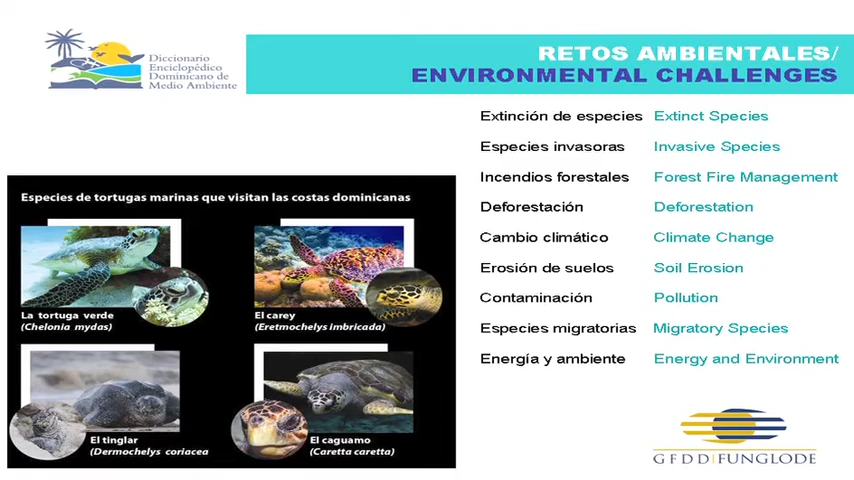 Diccionario
Enciclopédico
Dominicano de
Medio Ambiente
RETOS AMBIENTALES/
ENVIRONMENTAL CHALLENGES
Extinción de especies Extinct Species
Especies invasoras Invasive Species
Incendios forestales Forest Fire Management
Deforestación Deforestation
Cambio climático Climate Change
Erosión de suelos Soil Erosion
Contaminación Pollution
Especies migratorias Migratory Species
Energía y ambiente Energy and Environment
Especies de tortugas marinas que visitan las costas dominicanas
La tortuga verde
(Chelonia mydas)
El carey
(Eretmochelys imbricada)
El tinglar
(Dermochelys coriacea
El caguamo
(Caretta caretta)
GFDD|FUNGLODE